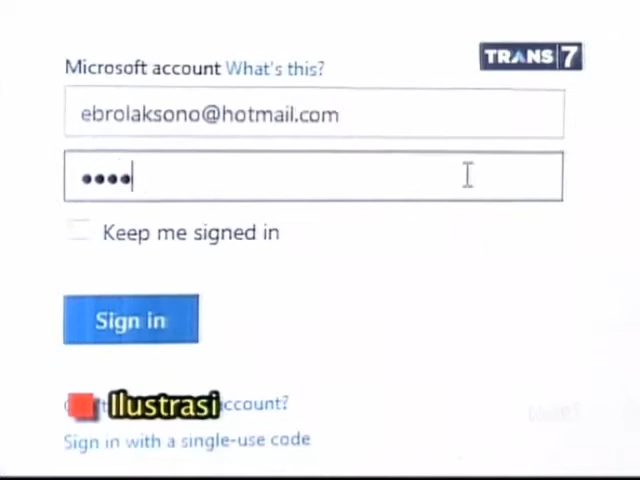 TRANS 7
Microsoft account What's this?
ebrolaksono@hotmail.com
Keep me signed in
Sign in
Ilustrasi
account?
Sign in with a single-use code